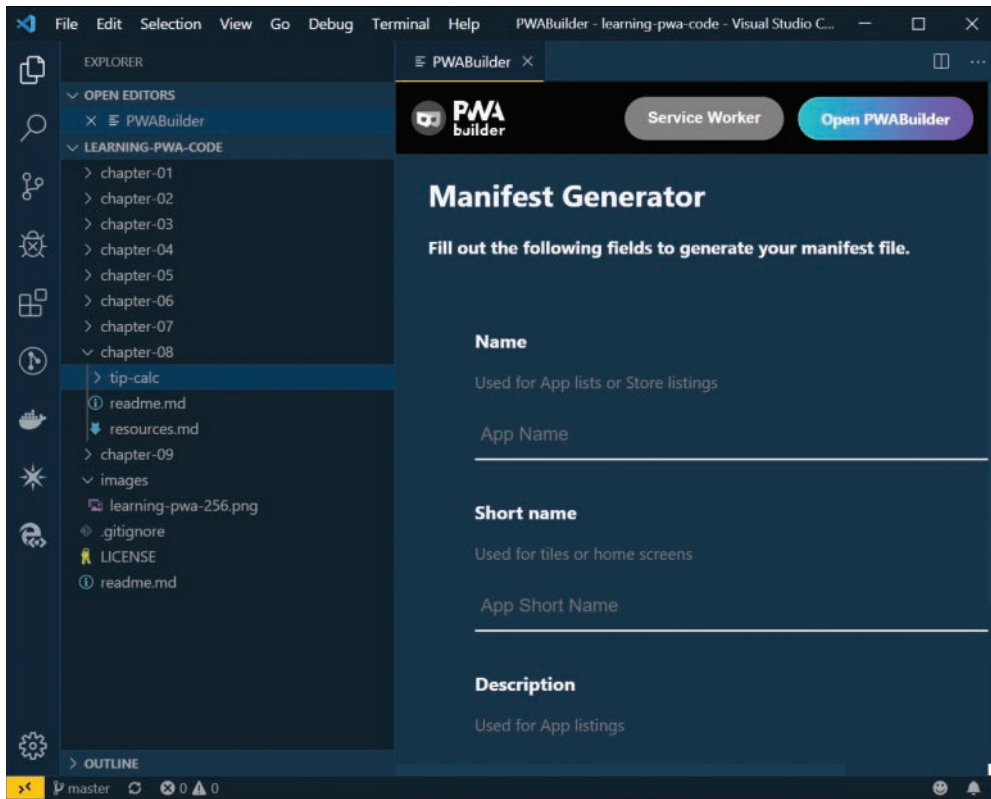 File Edit Selection View Go Debug Terminal Help PWABuilder - learning-pwa-code - Visual Studio C...
EXPLORER
OPEN EDITORS
PWABuilder
LEARNING-PWA-CODE
chapter-01
chapter-02
chapter-03
chapter-04
chapter-05
chapter-06
chapter-07
chapter-08
tip-calc
readme.md
resources.md
chapter-09
images
learning-pwa-256.png
.gitignore
LICENSE
readme.md
OUTLINE
PWABuilder
PWA
builder
Service Worker
Open PWABuilder
Manifest Generator
Fill out the following fields to generate your manifest file.
Name
Used for App lists or Store listings
App Name
Short name
Used for tiles or home screens
App Short Name
Description
Used for App listings
master 0 0